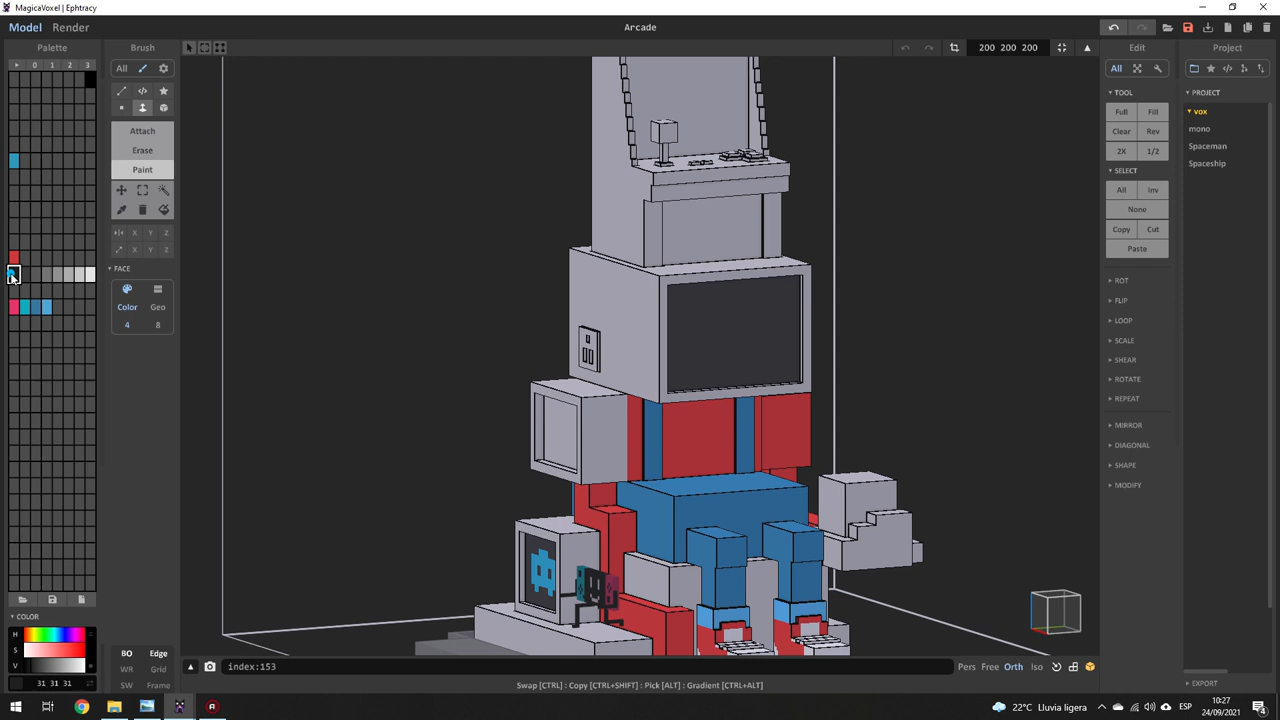 MagicaVoxel | Ephtracy
Model Render
Arcade
Palette
Brush
Edit
Project
0 1 2 3
All
200 200 200
All
Attach
Erase
Paint
X Y Z
X Y Z
FACE
Color Geo
4 8
TOOL
Full Fill
Clear Rev
2X 1/2
SELECT
All Inv
None
Copy Cut
Paste
ROT
FLIP
LOOP
SCALE
SHEAR
ROTATE
REPEAT
MIRROR
DIAGONAL
SHAPE
MODIFY
PROJECT
vox
mono
Spaceman
Spaceship
EXPORT
COLOR
H
S
V
31 31 31
BO Edge
WR Grid
SW Frame
index:153
Pers Free Orth Iso
Swap [CTRL] : Copy [CTRL+SHIFT] : Pick [ALT] : Gradient [CTRL+ALT]
22°C Lluvia ligera
ESP
10:27
24/09/2021
4